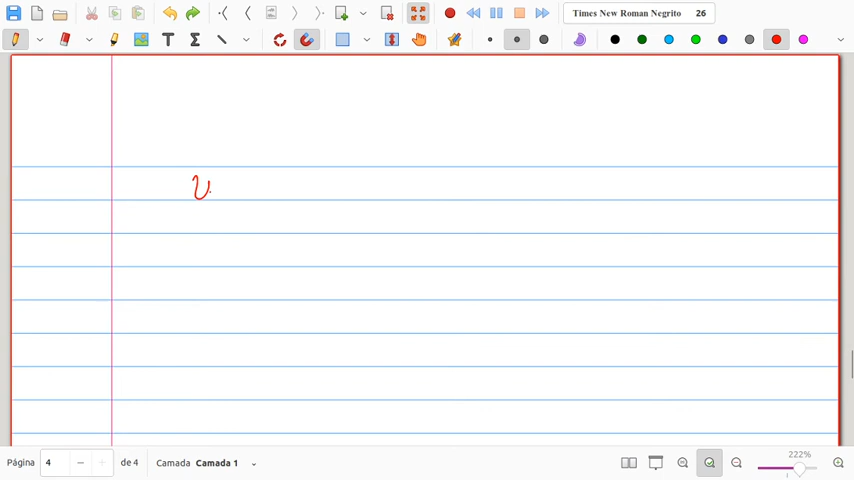 Times New Roman Negrito 26
υ
Página 4 de 4 Camada Camada 1 222%